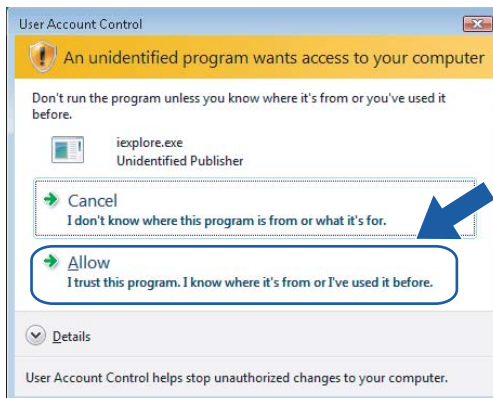 User Account Control
An unidentified program wants access to your computer
Don't run the program unless you know where it's from or you've used it
before.
iexplore.exe
Unidentified Publisher
Cancel
I don't know where this program is from or what it's for.
Allow
I trust this program. I know where it's from or I've used it before.
Details
User Account Control helps stop unauthorized changes to your computer.